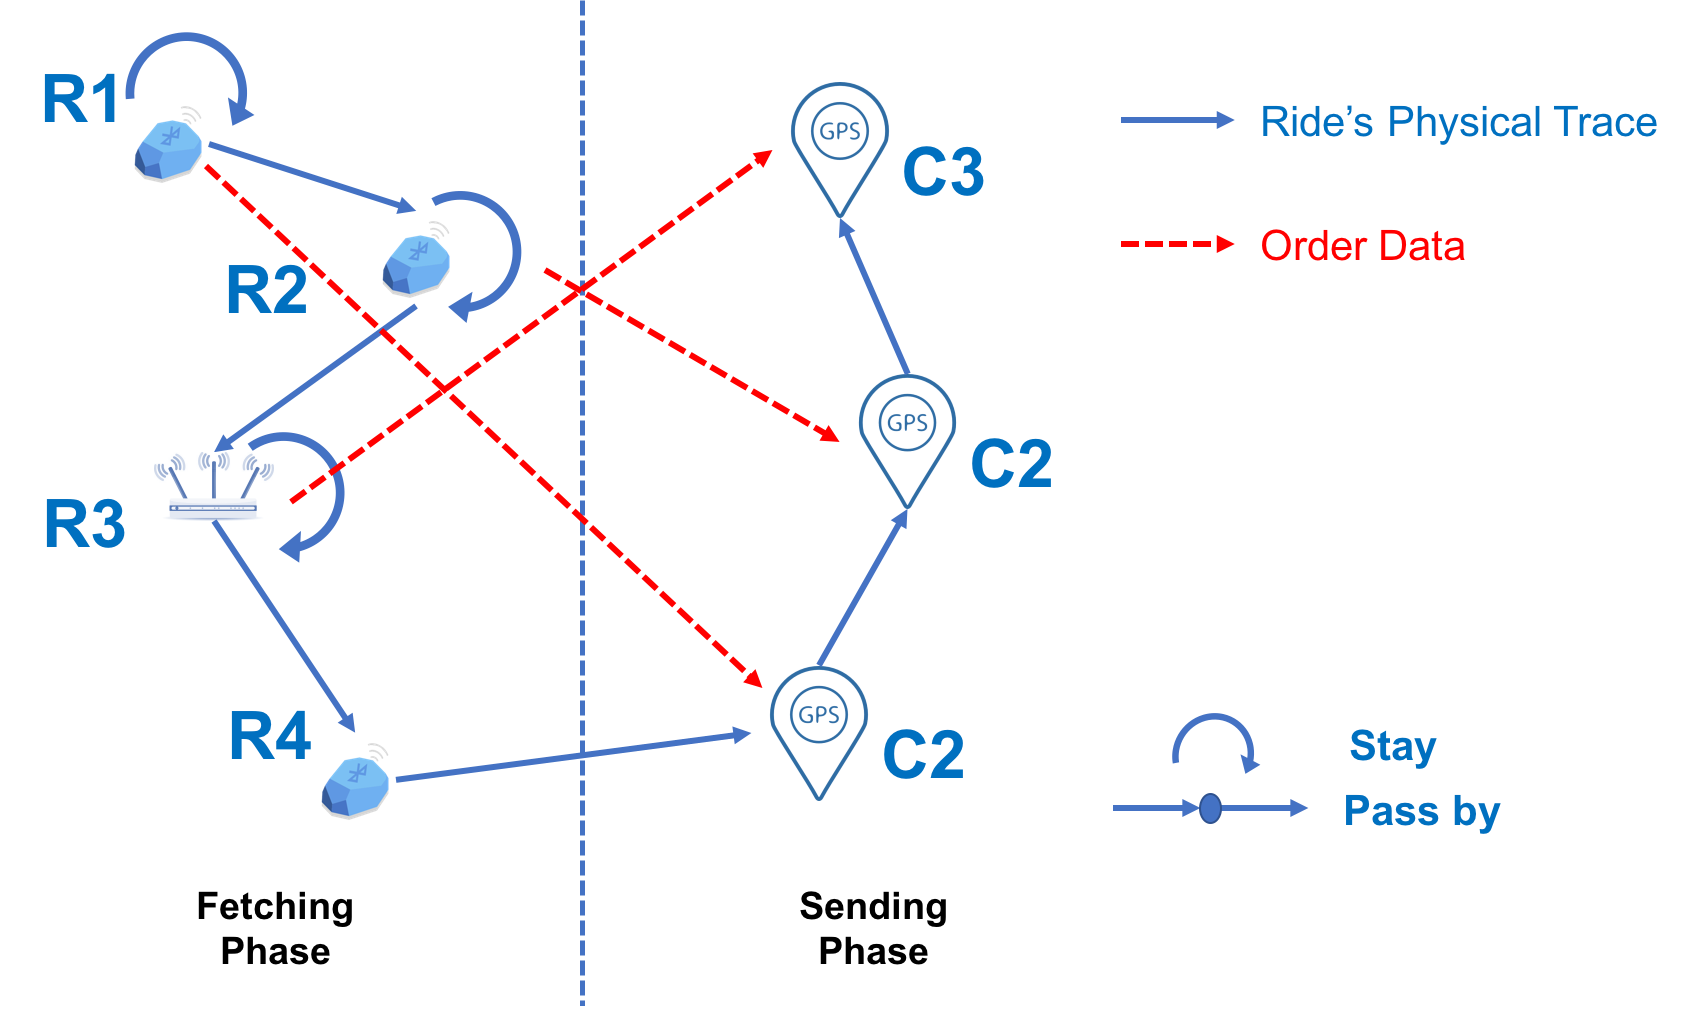 R1
R2
R3
R4
GPS
C3
GPS
C2
GPS
C2
Ride's Physical Trace
Order Data
Stay
Pass by
Fetching
Phase
Sending
Phase